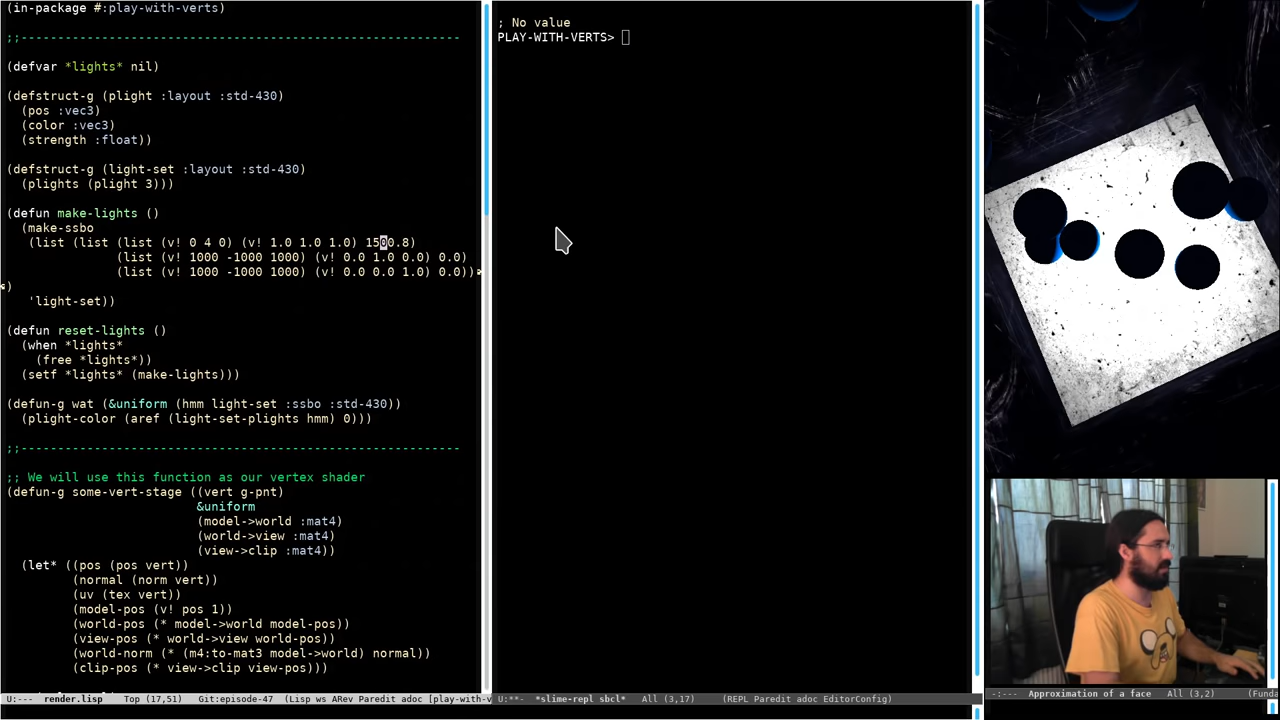 (in-package #:play-with-verts)
;;------------------------------------------------------------
(defvar *lights* nil)
(defstruct-g (plight :layout :std-430)
  (pos :vec3)
  (color :vec3)
  (strength :float))
(defstruct-g (light-set :layout :std-430)
  (plights (plight 3)))
(defun make-lights ()
  (make-ssbo
   (list (list (list (v! 0 4 0) (v! 1.0 1.0 1.0) 1500.8)
               (list (v! 1000 -1000 1000) (v! 0.0 1.0 0.0) 0.0)
               (list (v! 1000 -1000 1000) (v! 0.0 0.0 1.0) 0.0))
)
   'light-set))
(defun reset-lights ()
  (when *lights*
    (free *lights*))
  (setf *lights* (make-lights)))
(defun-g wat (&uniform (hmm light-set :ssbo :std-430))
  (plight-color (aref (light-set-plights hmm) 0)))
;;------------------------------------------------------------
;; We will use this function as our vertex shader
(defun-g some-vert-stage ((vert g-pnt)
                          &uniform
                          (model->world :mat4)
                          (world->view :mat4)
                          (view->clip :mat4))
  (let* ((pos (pos vert))
         (normal (norm vert))
         (uv (tex vert))
         (model-pos (v! pos 1))
         (world-pos (* model->world model-pos))
         (view-pos (* world->view world-pos))
         (world-norm (* (m4:to-mat3 model->world) normal))
         (clip-pos (* view->clip view-pos)))
U:---  render.lisp     Top (17,51)    Git:episode-47  (Lisp ws ARev Paredit adoc [play-with-v
; No value
PLAY-WITH-VERTS>
U:**-  *slime-repl sbcl*   All (3,17)     (REPL Paredit adoc EditorConfig)
-:---  Approximation of a face   All (3,2)      (Funda